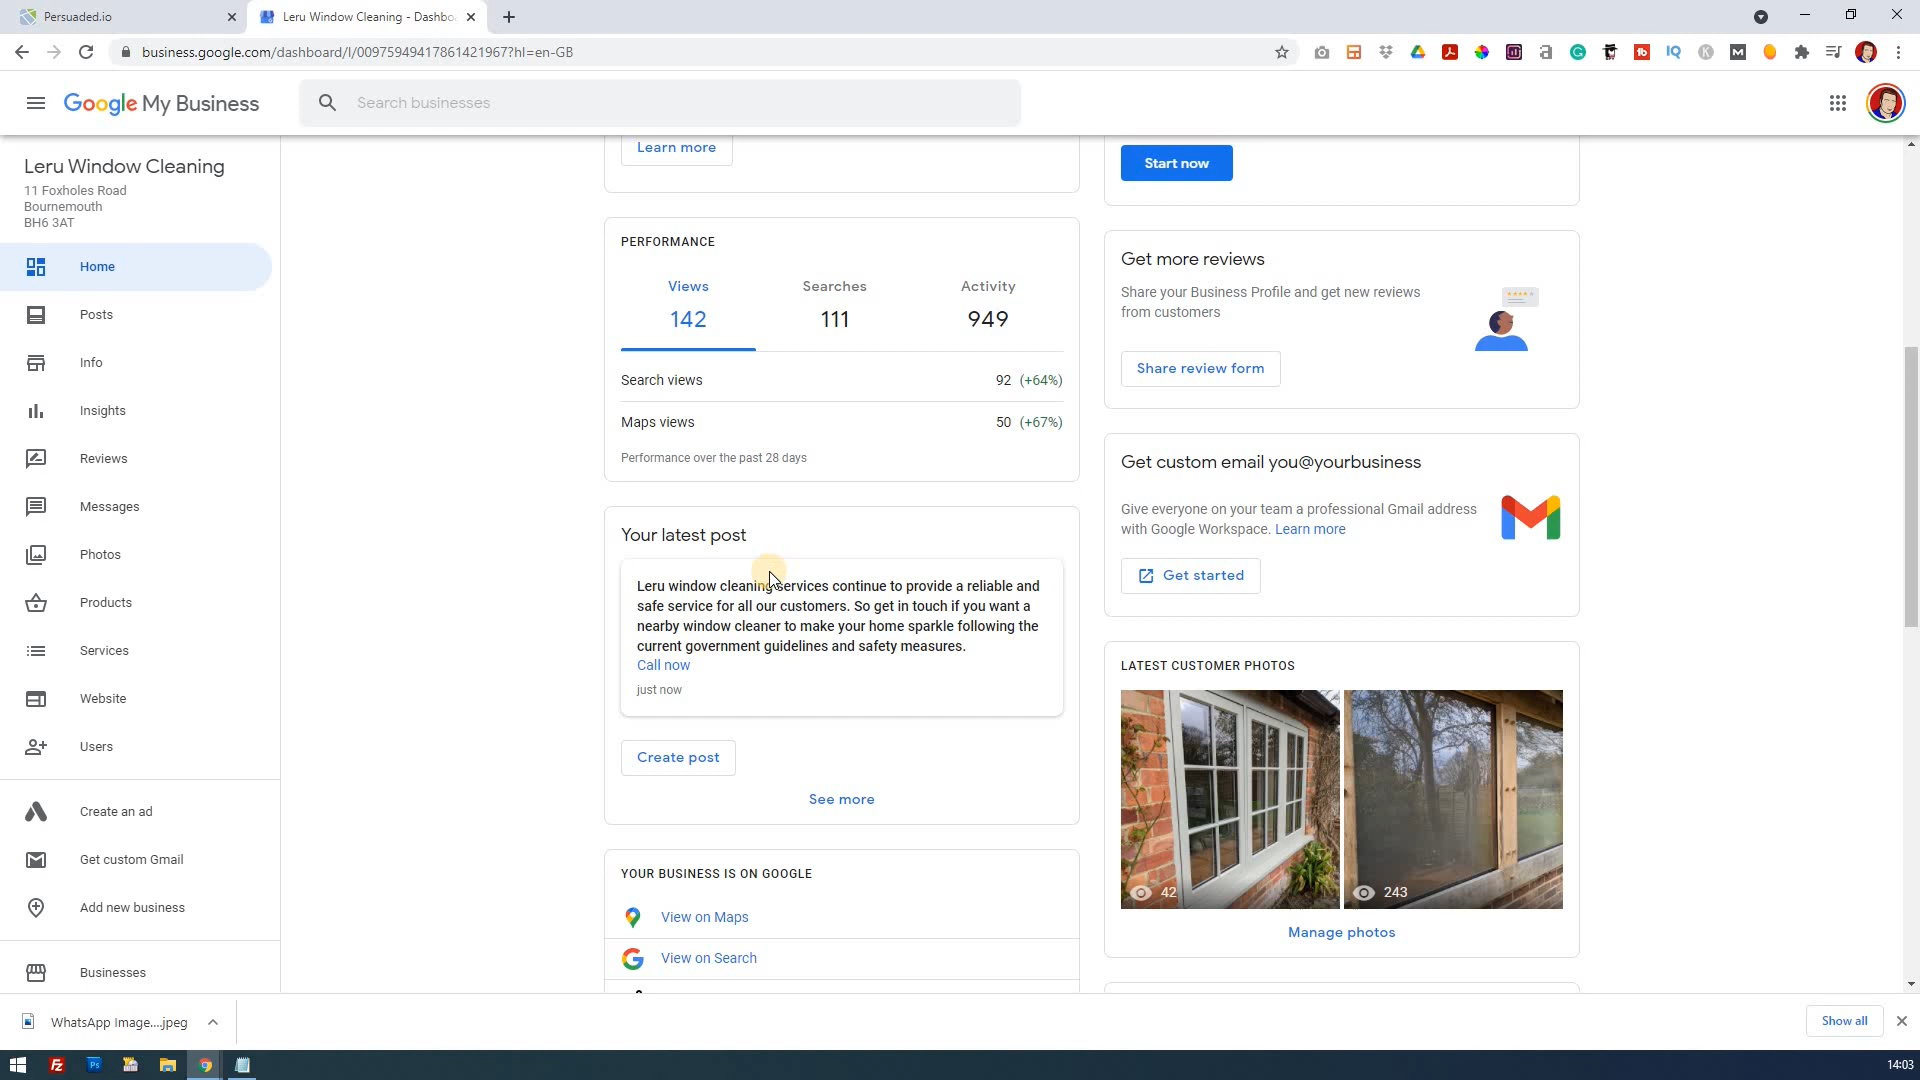 Persuaded.io
Leru Window Cleaning - Dashbo
business.google.com/dashboard/l/00975949417861421967?hl=en-GB
Google My Business
Search businesses
Leru Window Cleaning
11 Foxholes Road
Bournemouth
BH6 3AT
Home
Posts
Info
Insights
Reviews
Messages
Photos
Products
Services
Website
Users
Create an ad
Get custom Gmail
Add new business
Businesses
Learn more
PERFORMANCE
Views Searches Activity
142 111 949
Search views 92 (+64%)
Maps views 50 (+67%)
Performance over the past 28 days
Your latest post
Leru window cleaning services continue to provide a reliable and
safe service for all our customers. So get in touch if you want a
nearby window cleaner to make your home sparkle following the
current government guidelines and safety measures.
Call now
just now
Create post
See more
YOUR BUSINESS IS ON GOOGLE
View on Maps
View on Search
Start now
Get more reviews
Share your Business Profile and get new reviews
from customers
Share review form
Get custom email you@yourbusiness
Give everyone on your team a professional Gmail address
with Google Workspace. Learn more
Get started
LATEST CUSTOMER PHOTOS
42 243
Manage photos
WhatsApp Image....jpeg
Show all
14:03